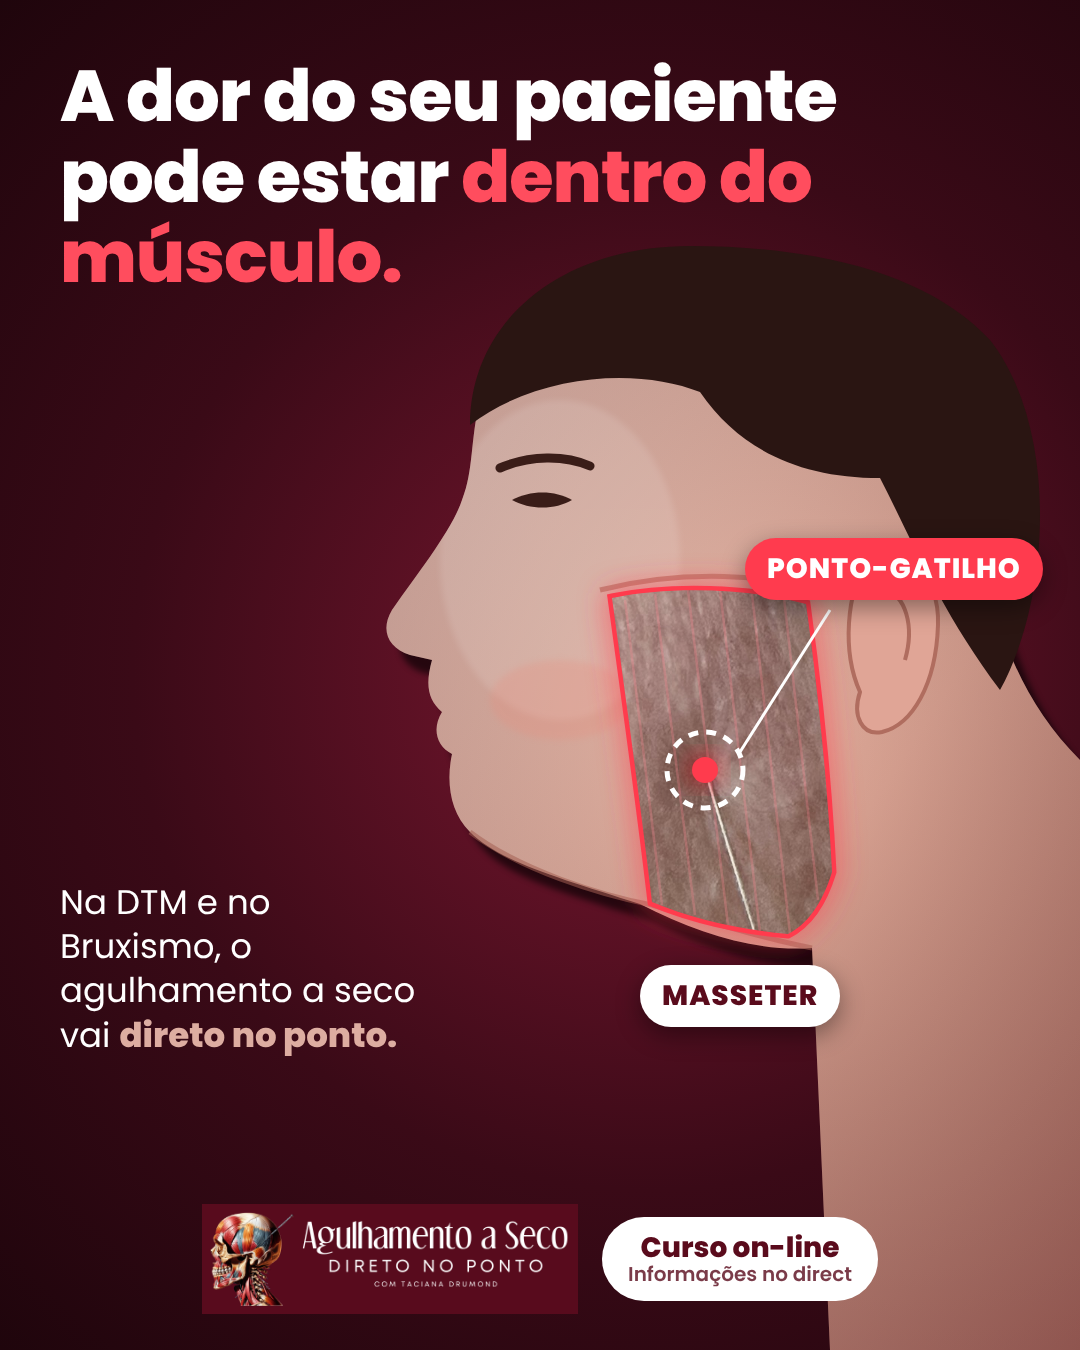 A dor do seu paciente
pode estar dentro do
músculo.
PONTO-GATILHO
Na DTM e no
Bruxismo, o
agulhamento a seco
vai direto no ponto.
MASSETER
Agulhamento a Seco
DIRETO NO PONTO
COM TACIANA DRUMOND
Curso on-line
Informações no direct